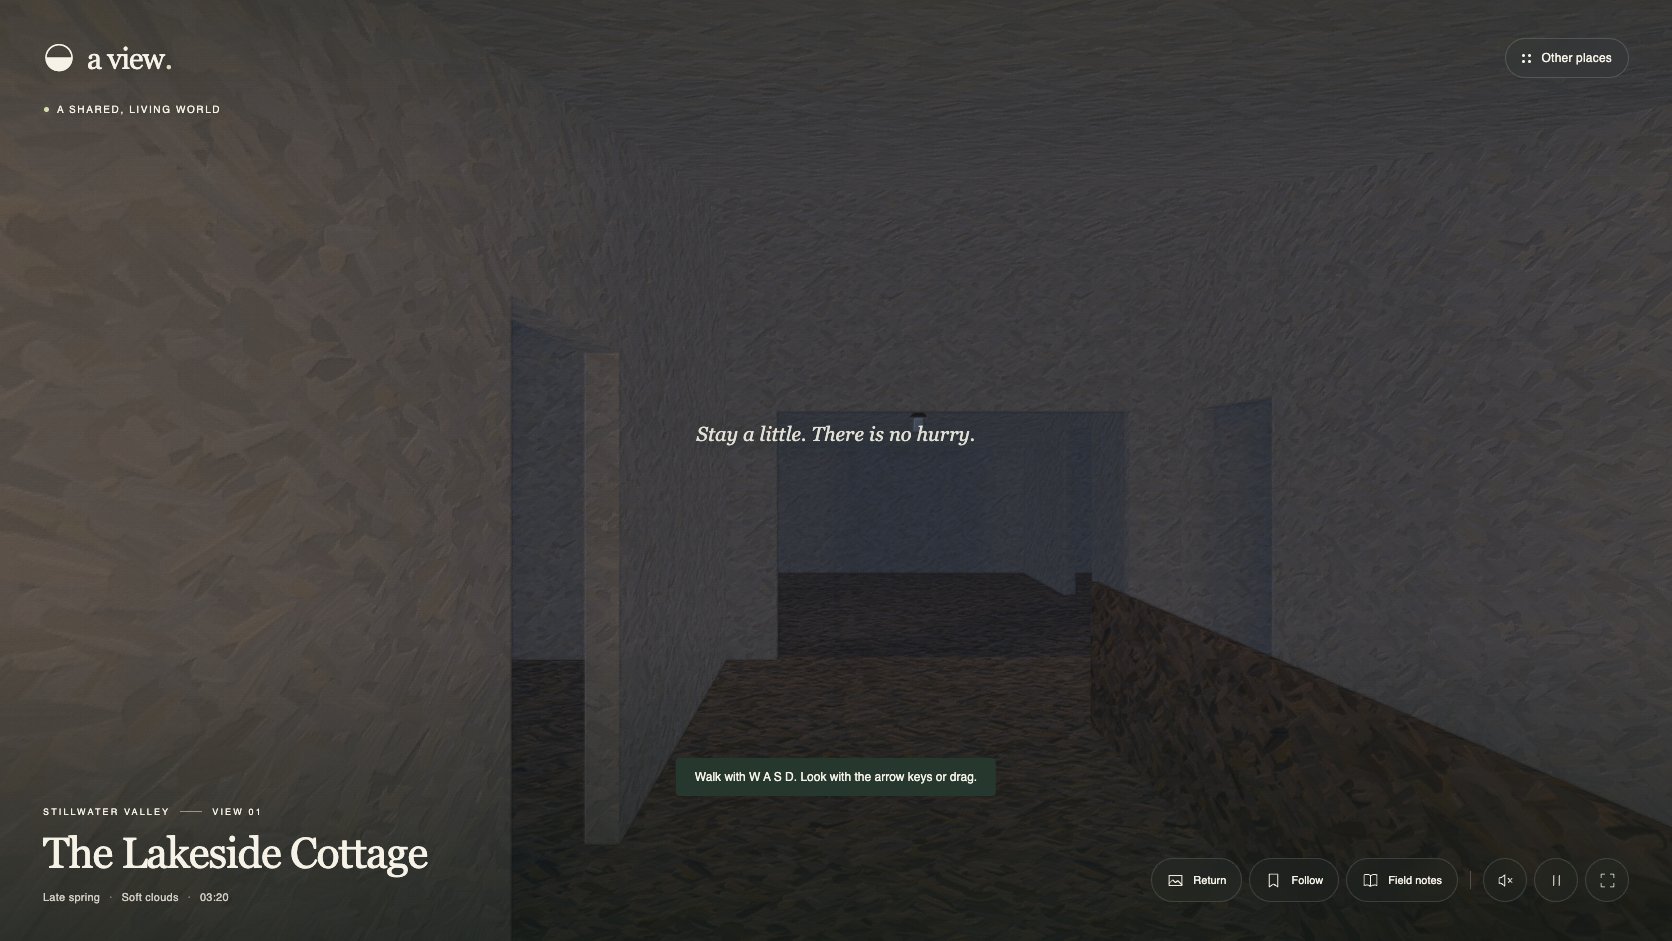 a view.
Other places
A SHARED, LIVING WORLD
Stay a little. There is no hurry.
Walk with W A S D. Look with the arrow keys or drag.
STILLWATER VALLEY — VIEW 01
The Lakeside Cottage
Late spring · Soft clouds · 03:20
Return
Follow
Field notes